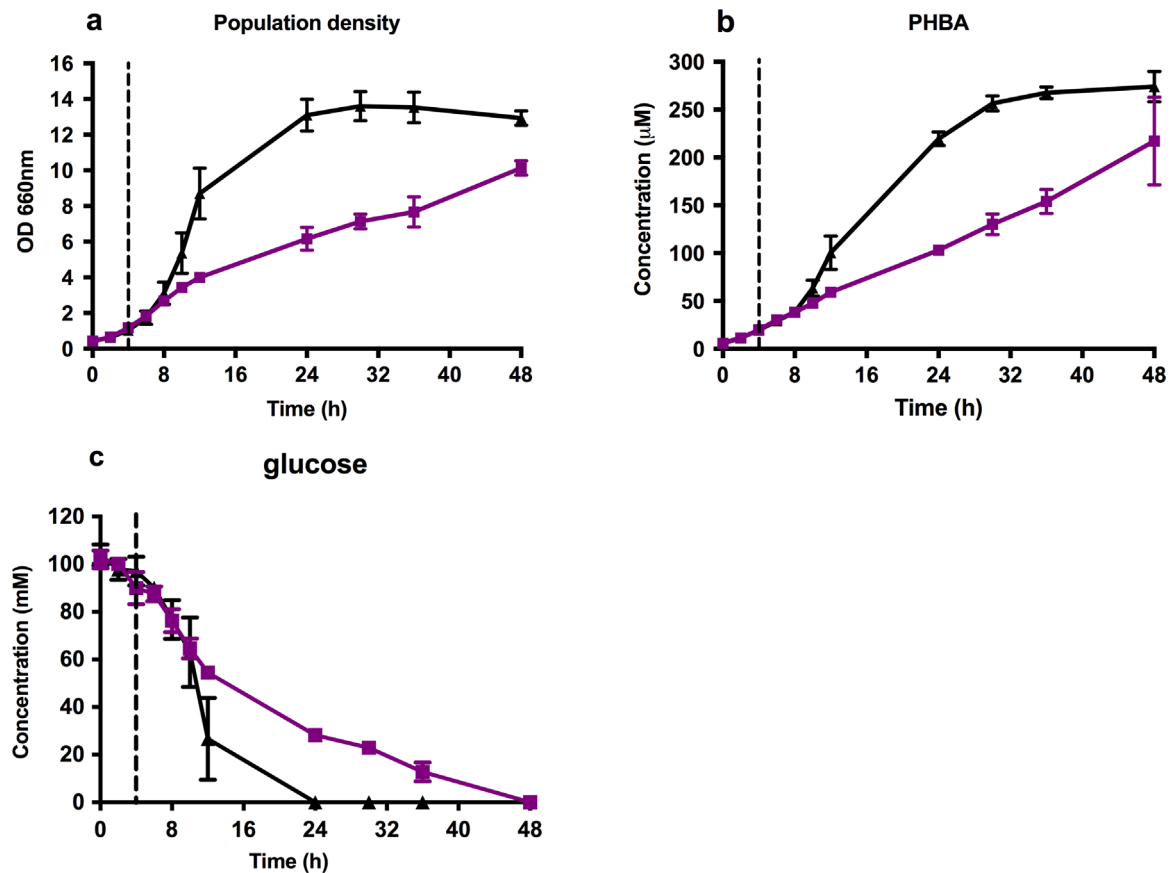 a Population density
OD 660nm
16
14
12
10
8
6
4
2
0
0 8 16 24 32 40 48
Time (h)
b PHBA
Concentration (μM)
300
250
200
150
100
50
0
0 8 16 24 32 40 48
Time (h)
c glucose
Concentration (mM)
120
100
80
60
40
20
0
0 8 16 24 32 40 48
Time (h)